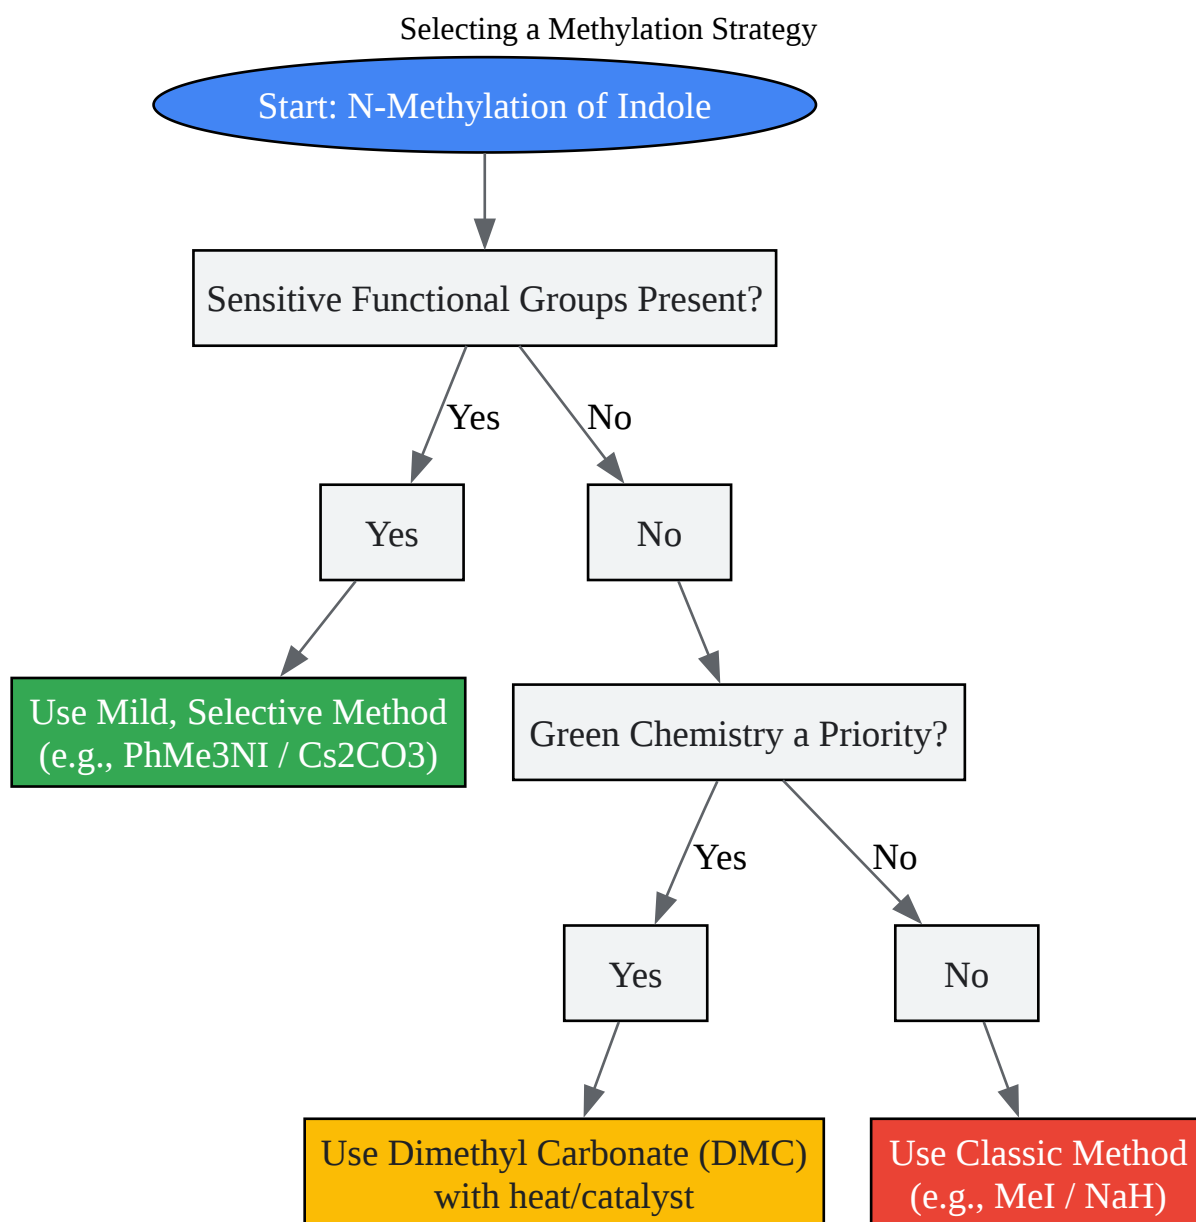 Selecting a Methylation Strategy
Start: N-Methylation of Indole
Sensitive Functional Groups Present?
Yes
No
Yes
No
Use Mild, Selective Method
(e.g., PhMe3NI / Cs2CO3)
Green Chemistry a Priority?
Yes
No
Yes
No
Use Dimethyl Carbonate (DMC)
with heat/catalyst
Use Classic Method
(e.g., MeI / NaH)